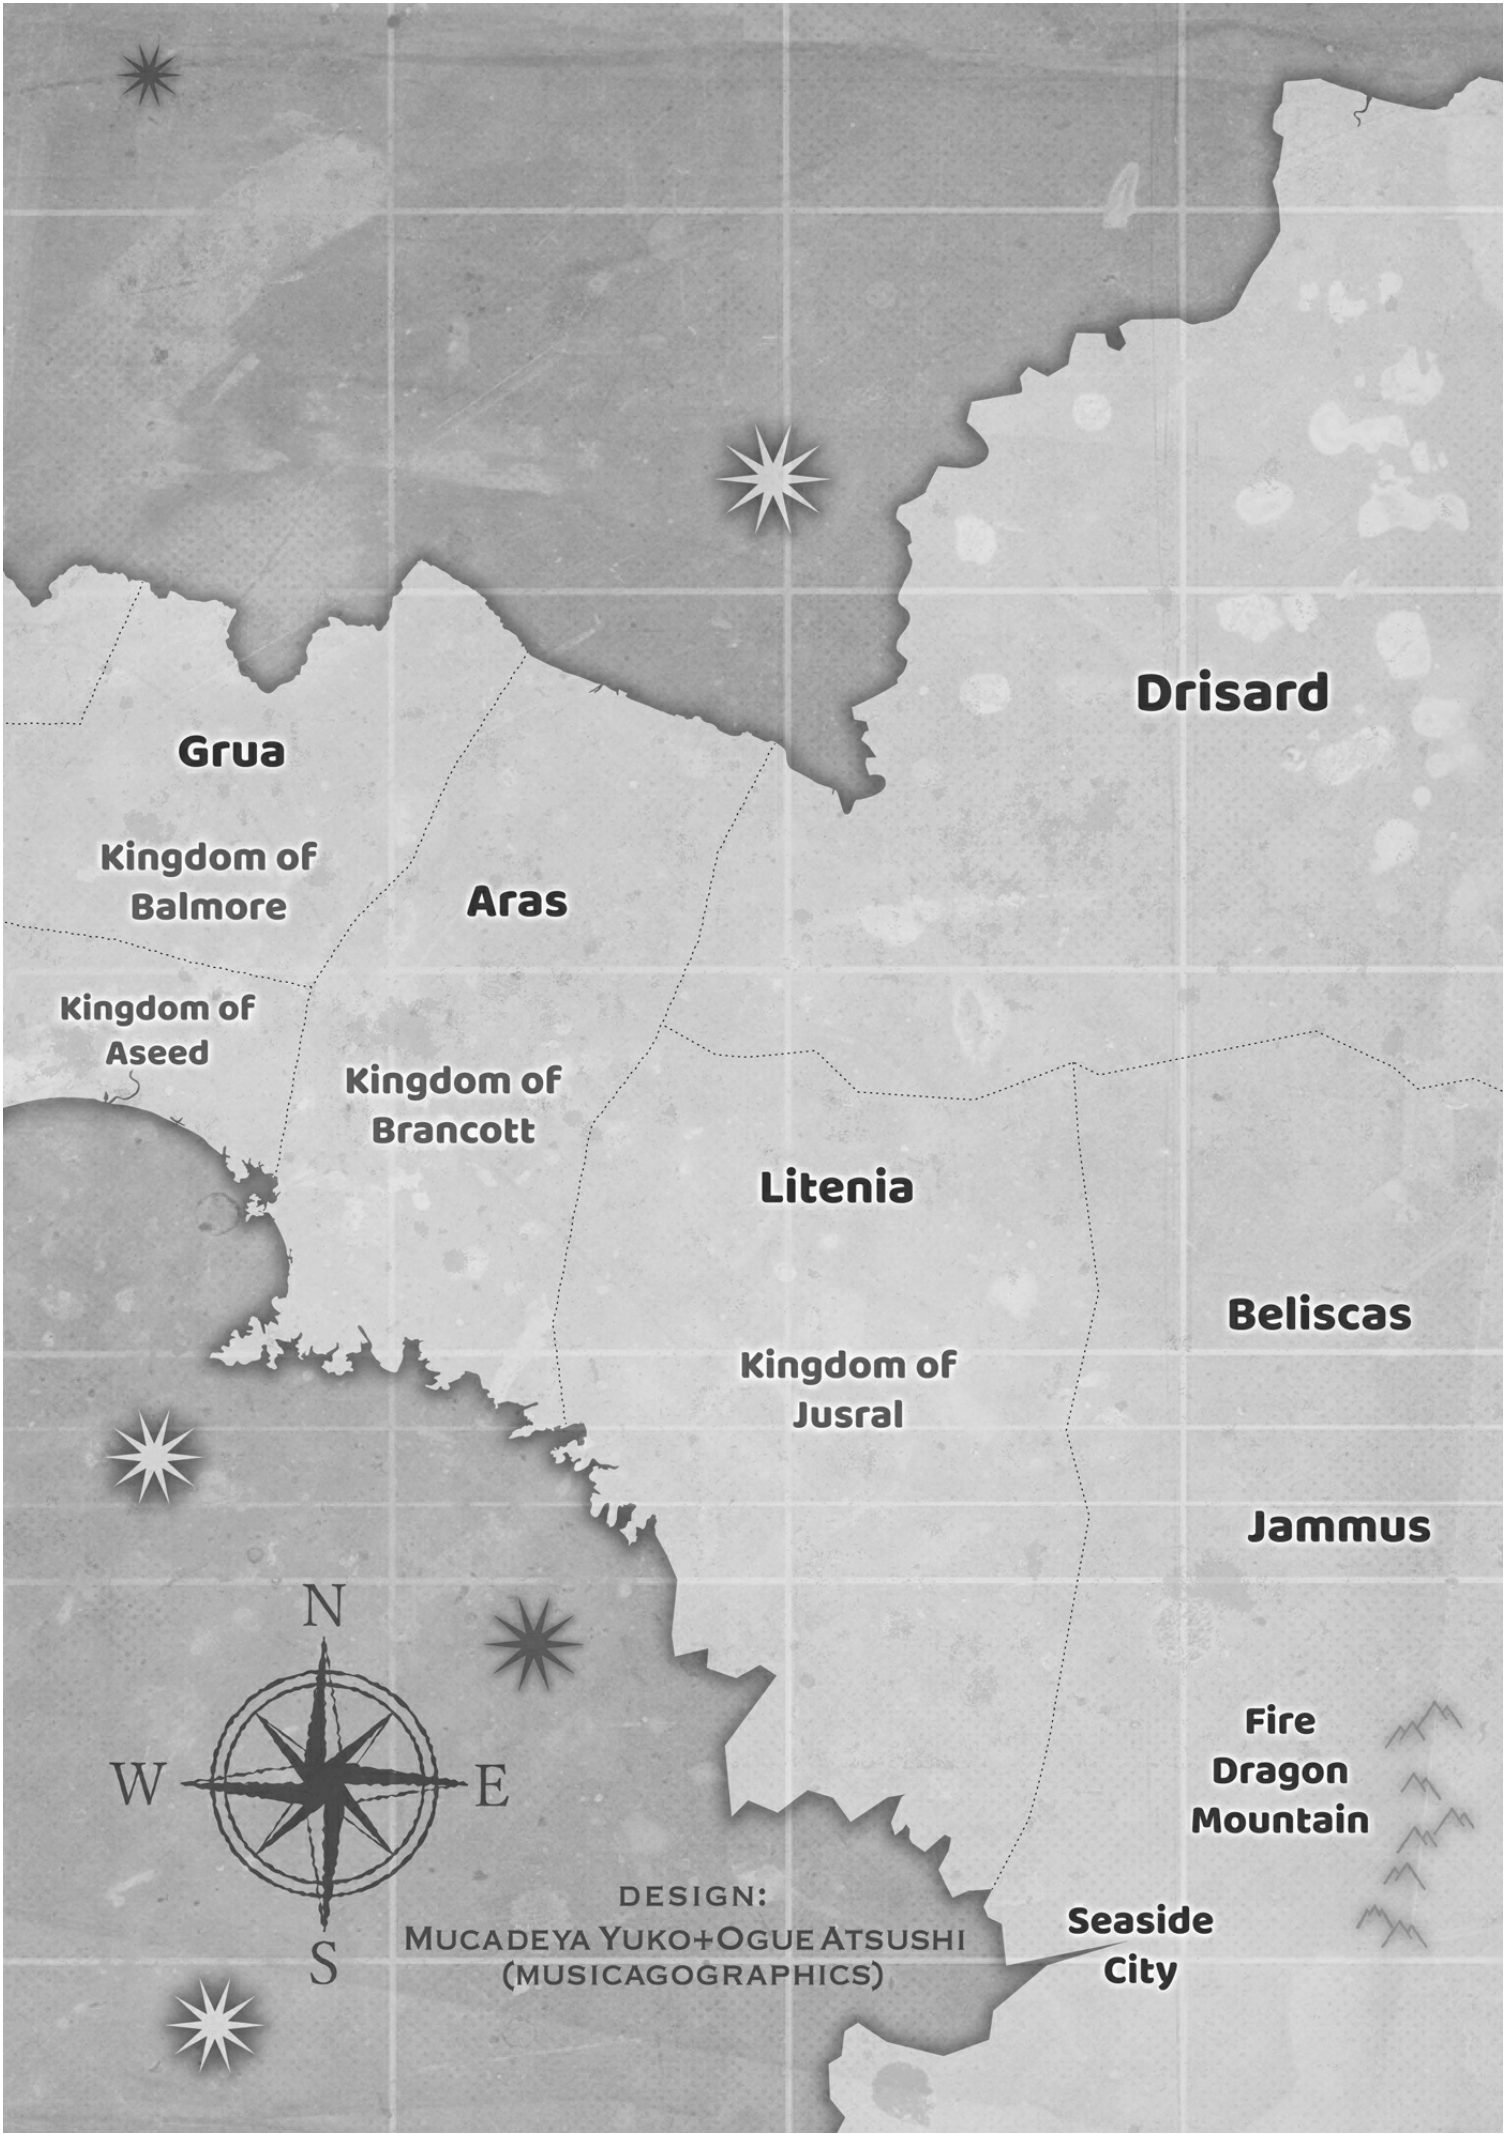 Drisard
Grua
Kingdom of
Balmore
Aras
Kingdom of
Aseed
Kingdom of
Brancott
Litenia
Beliscas
Kingdom of
Jusral
Jammus
N
W
E
S
Fire
Dragon
Mountain
Seaside
City
DESIGN:
MUCADEYA YUKO+OGUE ATSUSHI
(MUSICAGOGRAPHICS)